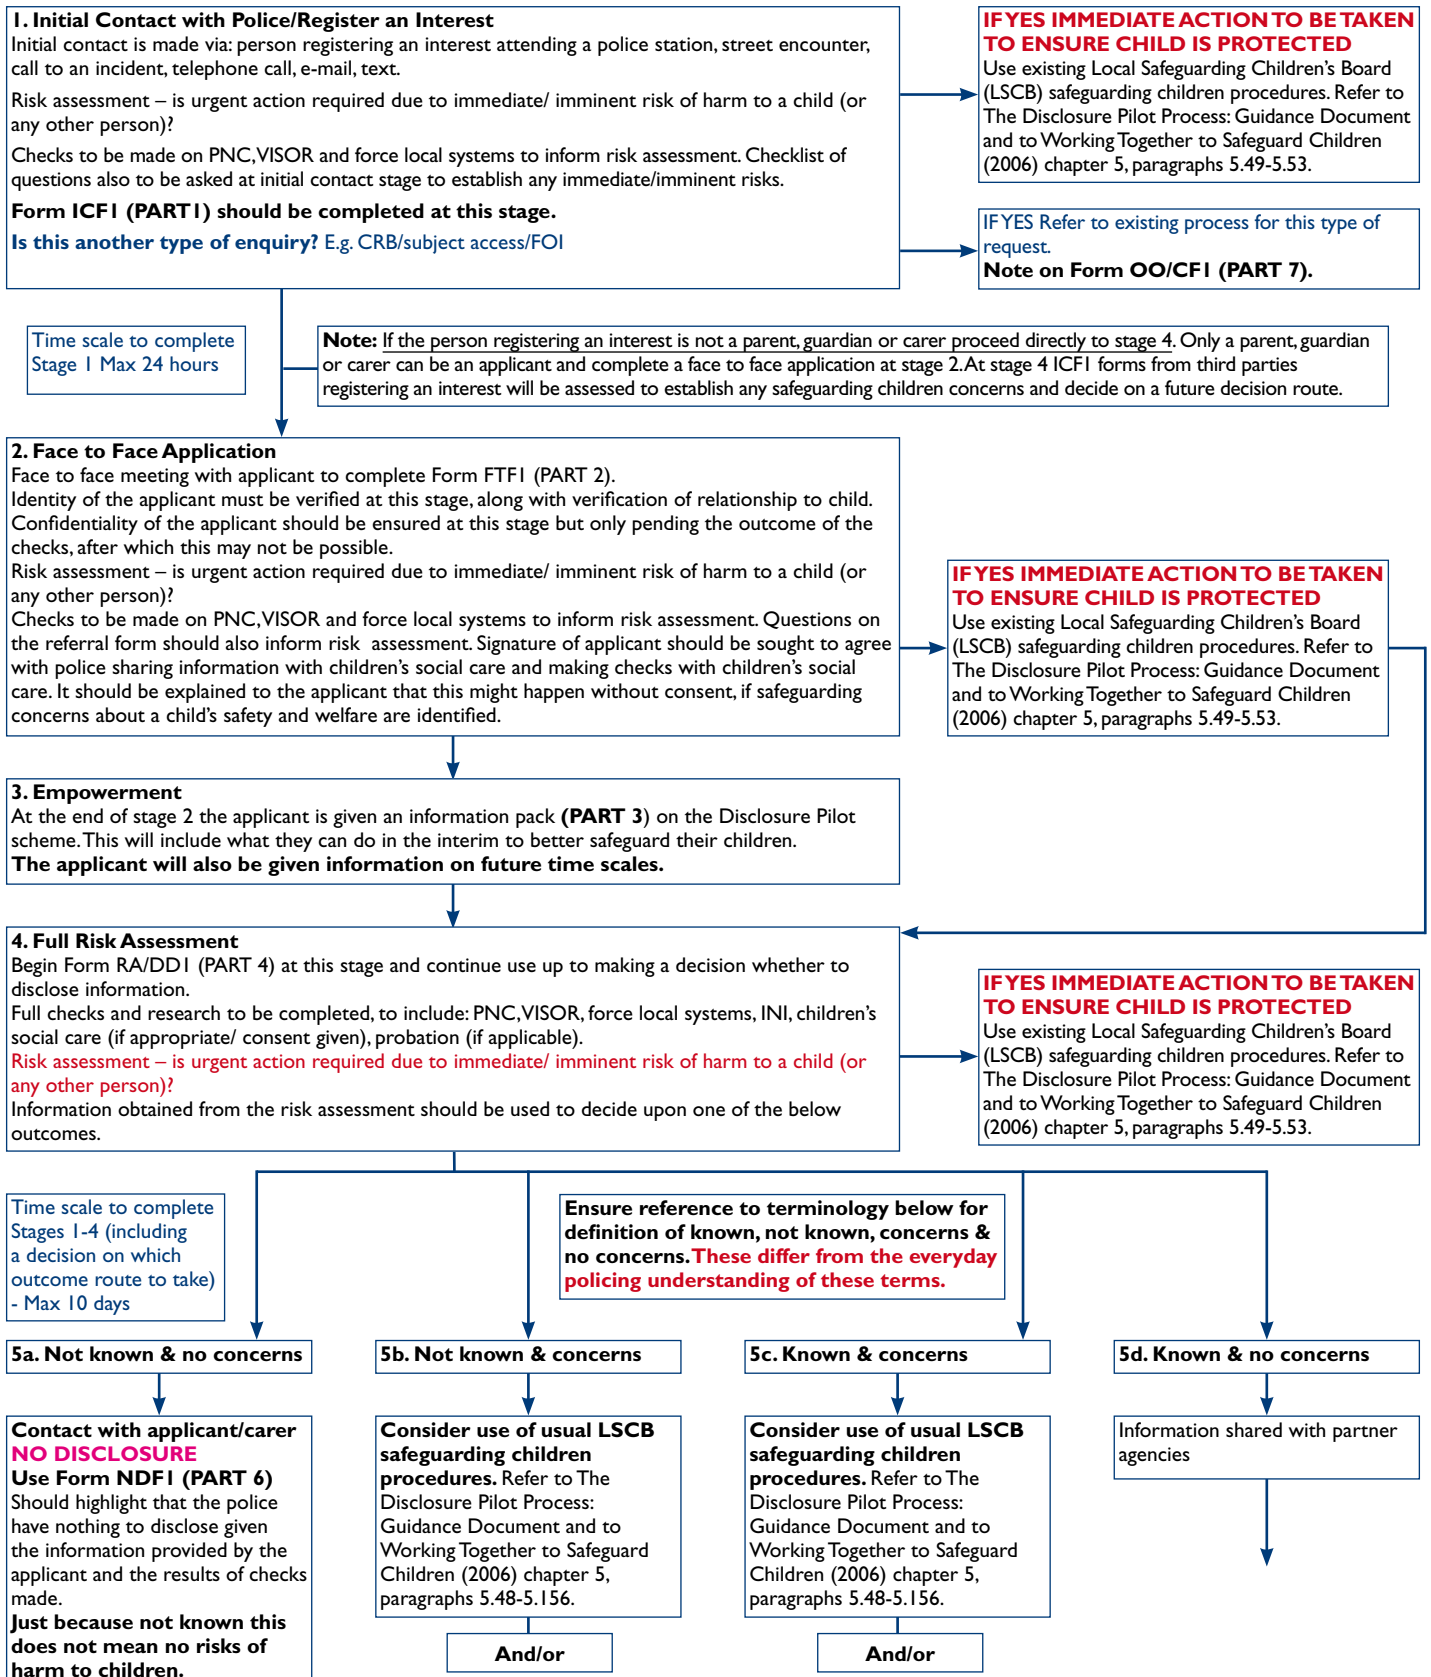 1. Initial Contact with Police/Register an Interest
Initial contact is made via: person registering an interest attending a police station, street encounter,
call to an incident, telephone call, e-mail, text.
Risk assessment – is urgent action required due to immediate/ imminent risk of harm to a child (or
any other person)?
Checks to be made on PNC, VISOR and force local systems to inform risk assessment. Checklist of
questions also to be asked at initial contact stage to establish any immediate/imminent risks.
Form ICF1 (PART1) should be completed at this stage.
Is this another type of enquiry? E.g. CRB/subject access/FOI
IF YES IMMEDIATE ACTION TO BE TAKEN
TO ENSURE CHILD IS PROTECTED
Use existing Local Safeguarding Children's Board
(LSCB) safeguarding children procedures. Refer to
The Disclosure Pilot Process: Guidance Document
and to Working Together to Safeguard Children
(2006) chapter 5, paragraphs 5.49-5.53.
IF YES Refer to existing process for this type of
request.
Note on Form OO/CF1 (PART 7).
Time scale to complete
Stage 1 Max 24 hours
Note: If the person registering an interest is not a parent, guardian or carer proceed directly to stage 4. Only a parent, guardian
or carer can be an applicant and complete a face to face application at stage 2. At stage 4 ICF1 forms from third parties
registering an interest will be assessed to establish any safeguarding children concerns and decide on a future decision route.
2. Face to Face Application
Face to face meeting with applicant to complete Form FTF1 (PART 2).
Identity of the applicant must be verified at this stage, along with verification of relationship to child.
Confidentiality of the applicant should be ensured at this stage but only pending the outcome of the
checks, after which this may not be possible.
Risk assessment – is urgent action required due to immediate/ imminent risk of harm to a child (or
any other person)?
Checks to be made on PNC, VISOR and force local systems to inform risk assessment. Questions on
the referral form should also inform risk assessment. Signature of applicant should be sought to agree
with police sharing information with children's social care and making checks with children's social
care. It should be explained to the applicant that this might happen without consent, if safeguarding
concerns about a child's safety and welfare are identified.
IF YES IMMEDIATE ACTION TO BE TAKEN
TO ENSURE CHILD IS PROTECTED
Use existing Local Safeguarding Children's Board
(LSCB) safeguarding children procedures. Refer to
The Disclosure Pilot Process: Guidance Document
and to Working Together to Safeguard Children
(2006) chapter 5, paragraphs 5.49-5.53.
3. Empowerment
At the end of stage 2 the applicant is given an information pack (PART 3) on the Disclosure Pilot
scheme. This will include what they can do in the interim to better safeguard their children.
The applicant will also be given information on future time scales.
4. Full Risk Assessment
Begin Form RA/DD1 (PART 4) at this stage and continue use up to making a decision whether to
disclose information.
Full checks and research to be completed, to include: PNC, VISOR, force local systems, INI, children's
social care (if appropriate/ consent given), probation (if applicable).
Risk assessment – is urgent action required due to immediate/ imminent risk of harm to a child (or
any other person)?
Information obtained from the risk assessment should be used to decide upon one of the below
outcomes.
IF YES IMMEDIATE ACTION TO BE TAKEN
TO ENSURE CHILD IS PROTECTED
Use existing Local Safeguarding Children's Board
(LSCB) safeguarding children procedures. Refer to
The Disclosure Pilot Process: Guidance Document
and to Working Together to Safeguard Children
(2006) chapter 5, paragraphs 5.49-5.53.
Time scale to complete
Stages 1-4 (including
a decision on which
outcome route to take)
- Max 10 days
Ensure reference to terminology below for
definition of known, not known, concerns &
no concerns. These differ from the everyday
policing understanding of these terms.
5a. Not known & no concerns
5b. Not known & concerns
5c. Known & concerns
5d. Known & no concerns
Contact with applicant/carer
NO DISCLOSURE
Use Form NDF1 (PART 6)
Should highlight that the police
have nothing to disclose given
the information provided by the
applicant and the results of checks
made.
Just because not known this
does not mean no risks of
harm to children.
Consider use of usual LSCB
safeguarding children
procedures. Refer to The
Disclosure Pilot Process:
Guidance Document and to
Working Together to Safeguard
Children (2006) chapter 5,
paragraphs 5.48-5.156.
And/or
Consider use of usual LSCB
safeguarding children
procedures. Refer to The
Disclosure Pilot Process:
Guidance Document and to
Working Together to Safeguard
Children (2006) chapter 5,
paragraphs 5.48-5.156.
And/or
Information shared with partner
agencies